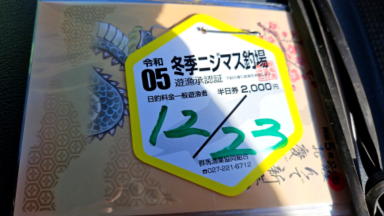 令和
05 冬季ニジマス釣場
遊漁承認証
日釣料金一般遊漁者 半日券 2,000円
12/23
群馬漁業協同組合
☎027-221-6712